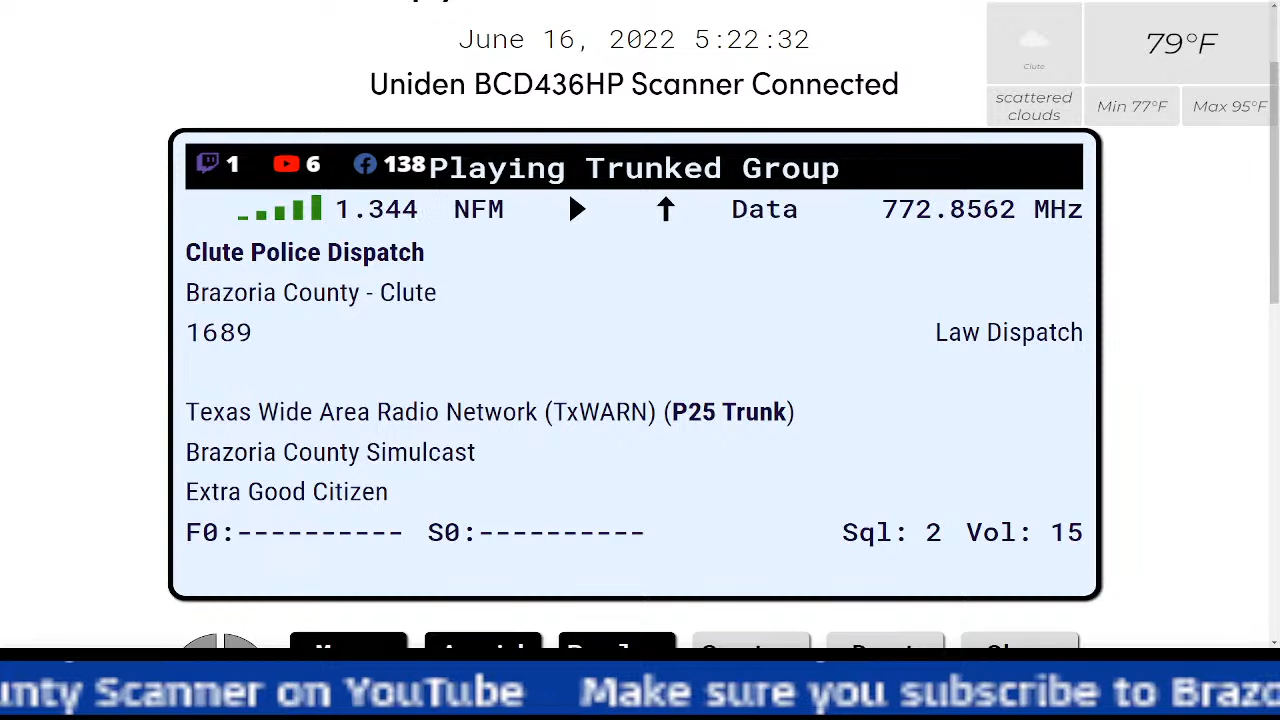 June 16, 2022 5:22:32
79°F
Uniden BCD436HP Scanner Connected
Clute
scattered clouds
Min 77°F
Max 95°F
1 6 138 Playing Trunked Group
1.344 NFM Data 772.8562 MHz
Clute Police Dispatch
Brazoria County - Clute
1689 Law Dispatch
Texas Wide Area Radio Network (TxWARN) (P25 Trunk)
Brazoria County Simulcast
Extra Good Citizen
F0:---------- S0:---------- Sql: 2 Vol: 15
unty Scanner on YouTube Make sure you subscribe to Brazo